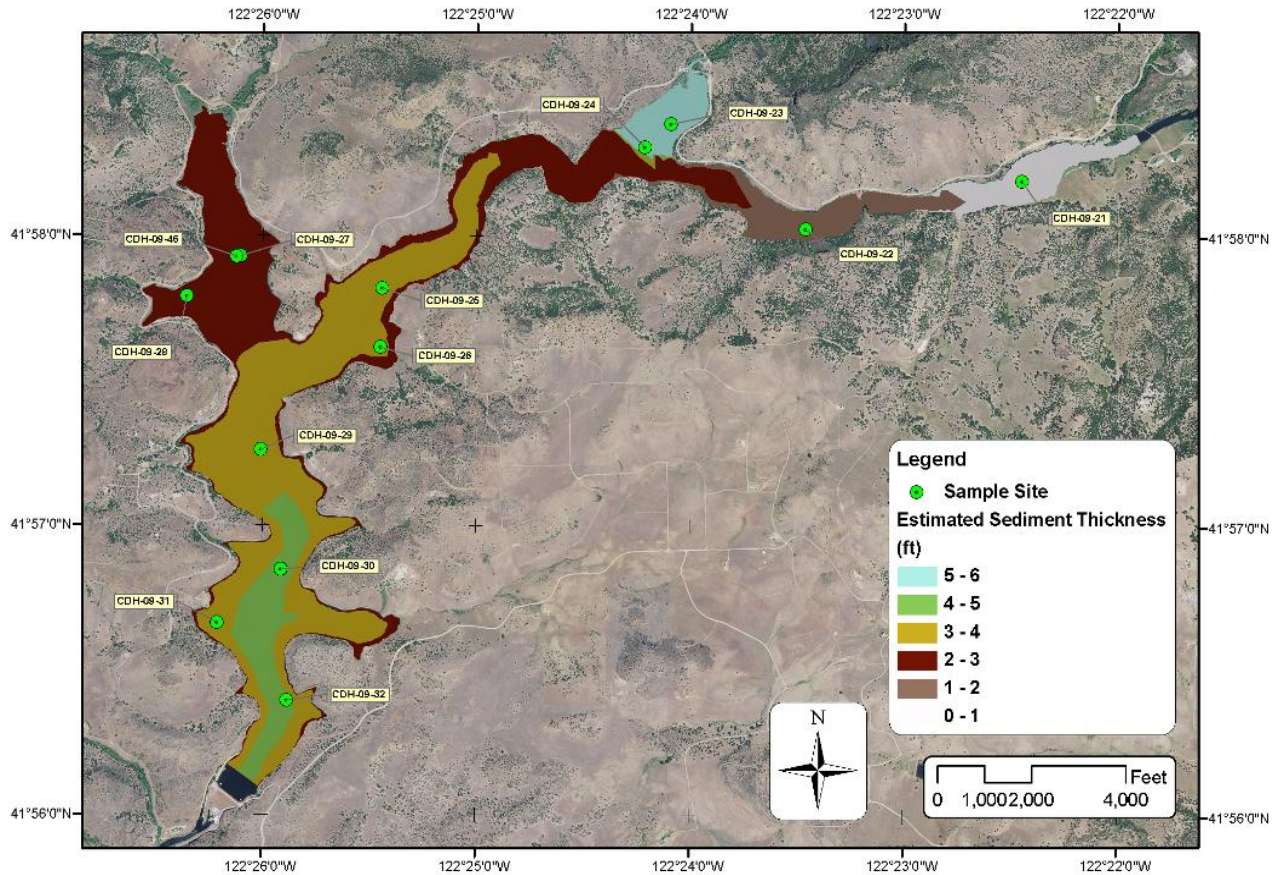 122°26'0"W 122°25'0"W 122°24'0"W 122°23'0"W 122°22'0"W
CDH-09-24
CDH-09-23
CDH-09-21
41°58'0"N
41°58'0"N
CDH-09-46
CDH-09-27
CDH-09-22
CDH-09-25
CDH-09-28
CDH-09-26
CDH-09-29
Legend
Sample Site
Estimated Sediment Thickness
(ft)
5 - 6
4 - 5
3 - 4
2 - 3
1 - 2
0 - 1
41°57'0"N
41°57'0"N
CDH-09-30
CDH-09-31
CDH-09-32
N
Feet
0 1,000 2,000 4,000
41°56'0"N
41°56'0"N
122°26'0"W 122°25'0"W 122°24'0"W 122°23'0"W 122°22'0"W